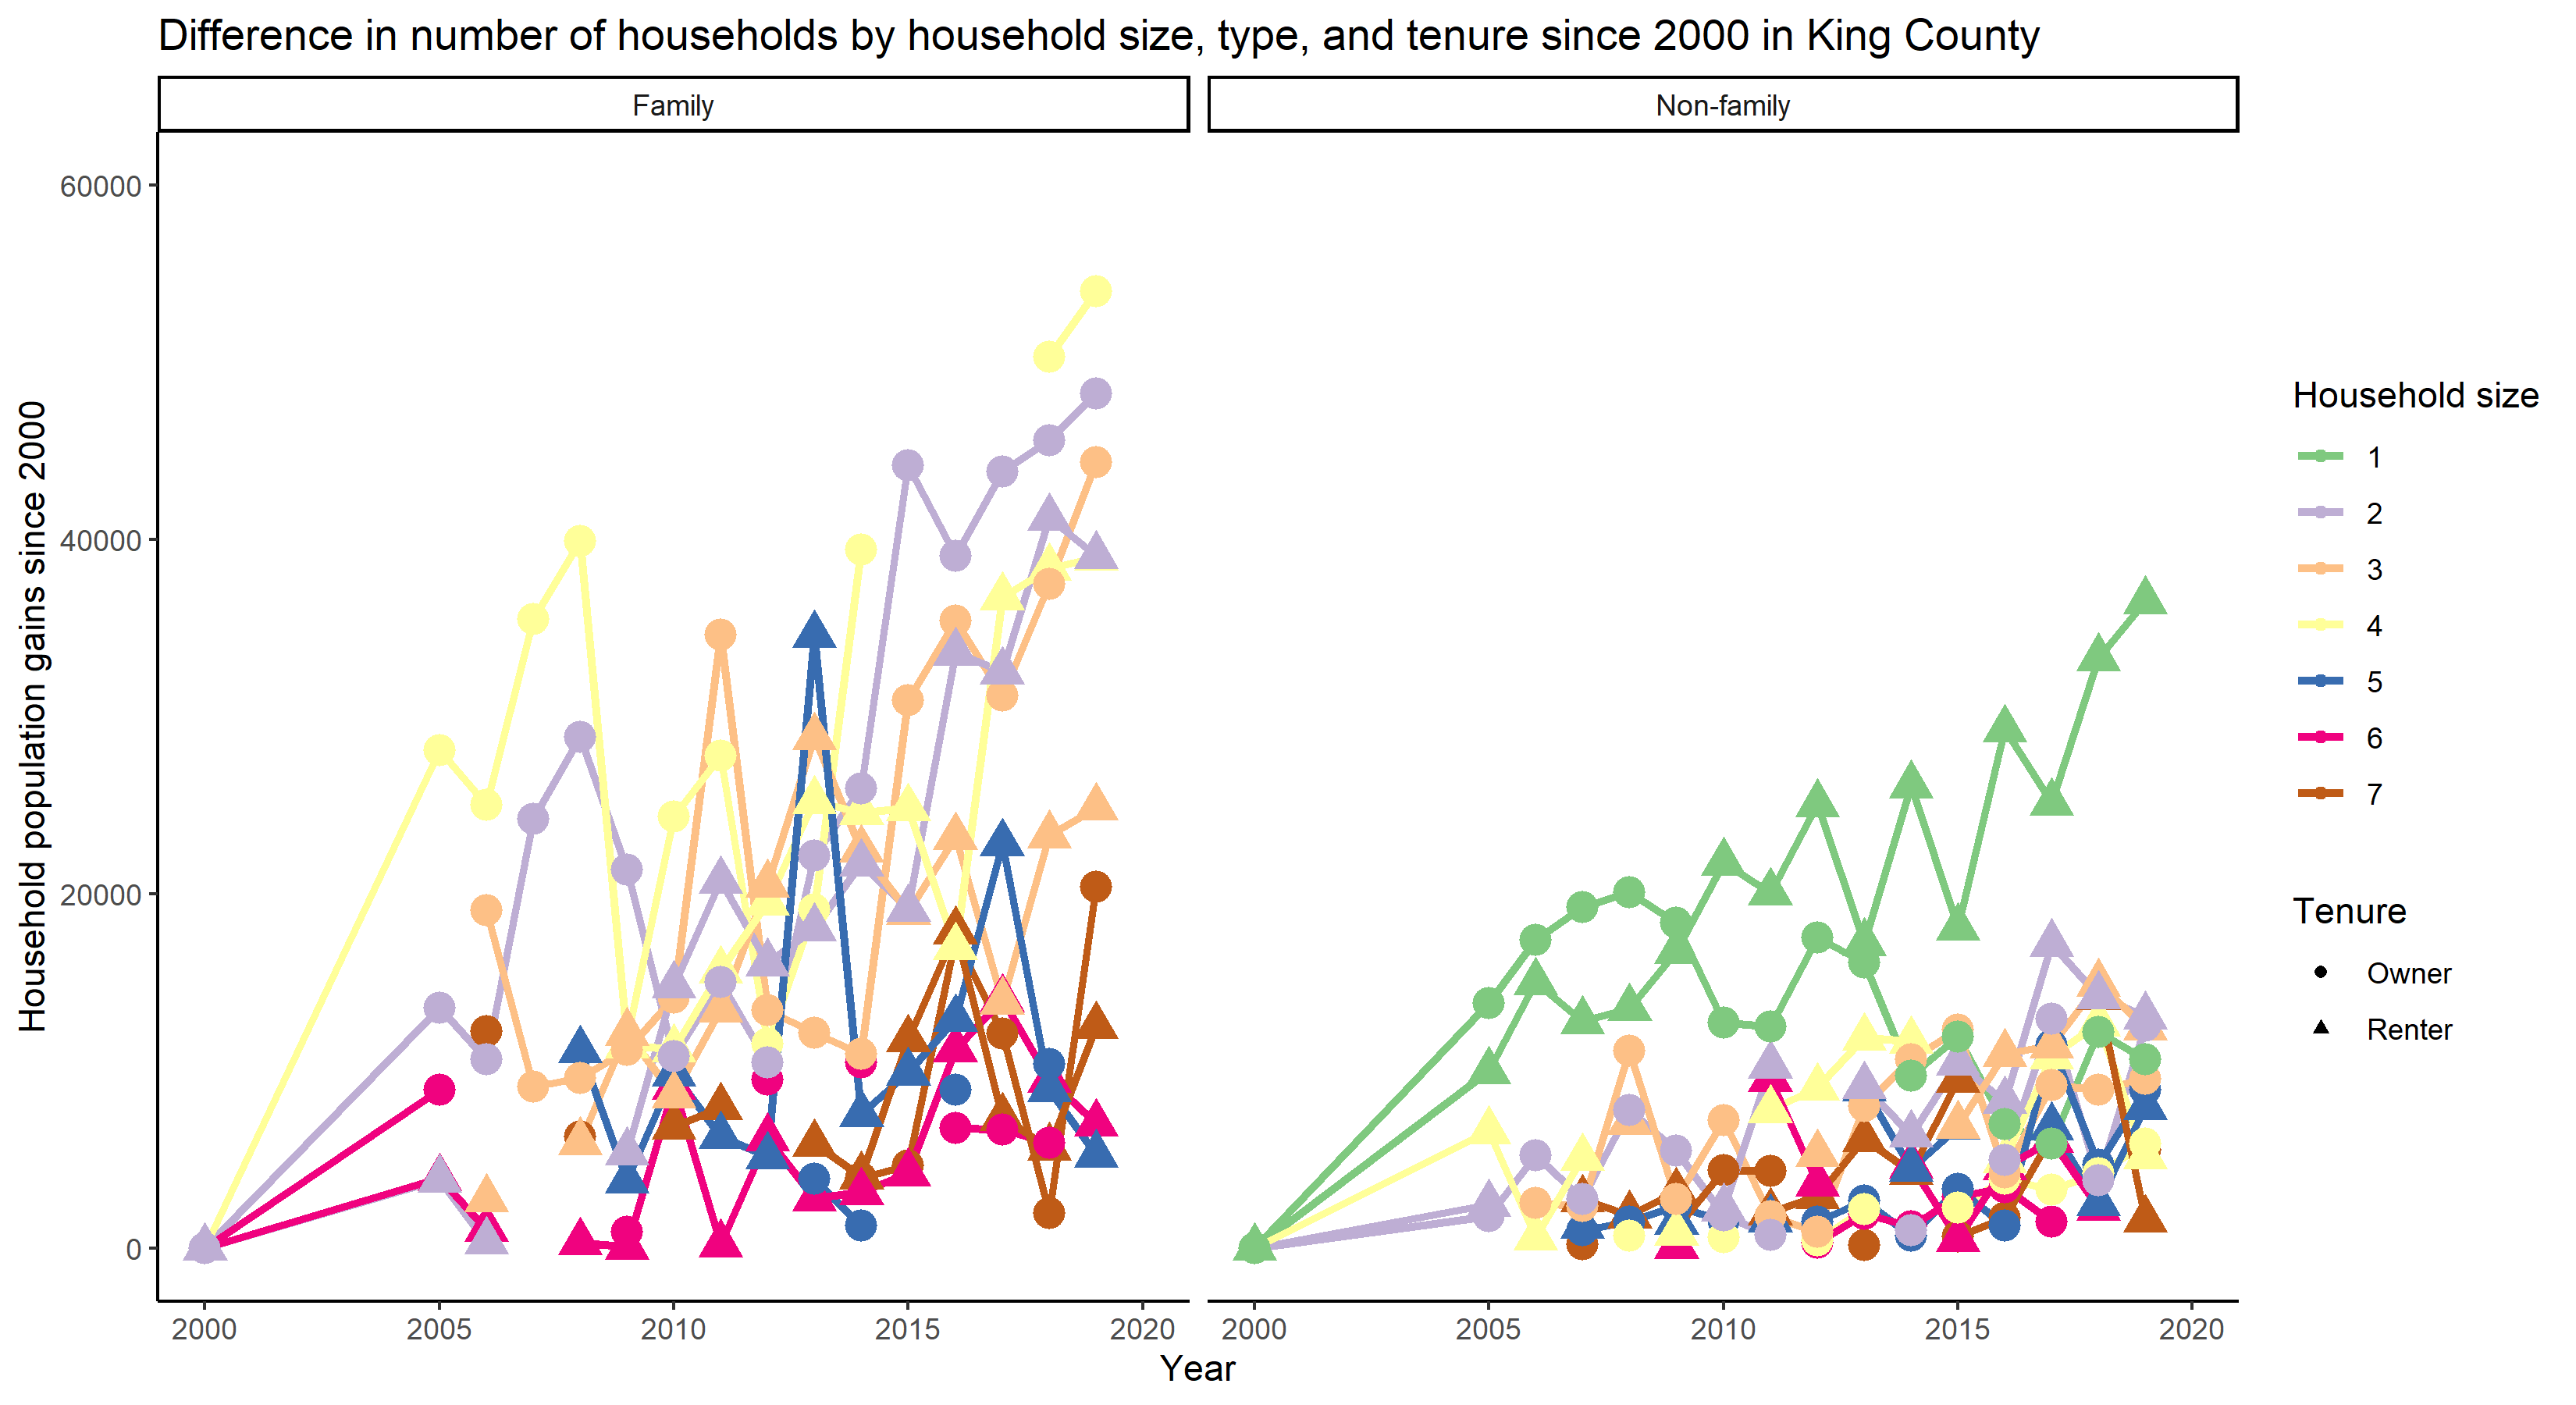 Difference in number of households by household size, type, and tenure since 2000 in King County
Family
Non-family
Household population gains since 2000
60000
40000
20000
0
2000 2005 2010 2015 2020
2000 2005 2010 2015 2020
Year
Household size
1
2
3
4
5
6
7
Tenure
Owner
Renter